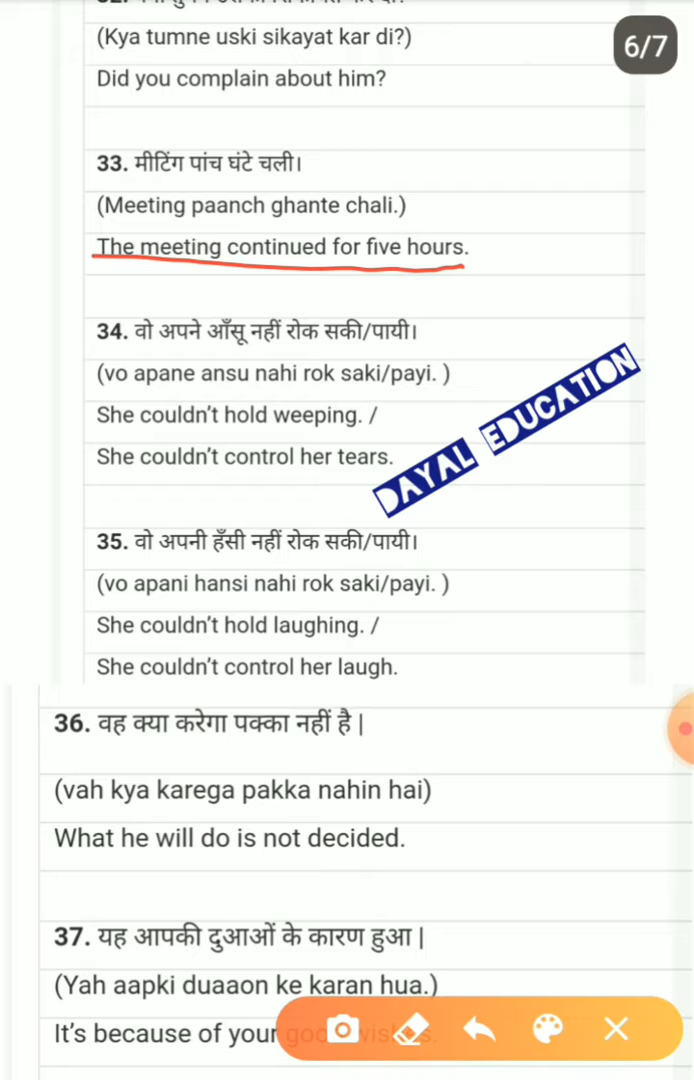 (Kya tumne uski sikayat kar di?)
6/7
Did you complain about him?
33. मीटिंग पांच घंटे चली।
(Meeting paanch ghante chali.)
The meeting continued for five hours.
34. वो अपने आँसू नहीं रोक सकी/पायी।
(vo apane ansu nahi rok saki/payi. )
She couldn't hold weeping. /
She couldn't control her tears.
DAYAL EDUCATION
35. वो अपनी हँसी नहीं रोक सकी/पायी।
(vo apani hansi nahi rok saki/payi. )
She couldn't hold laughing. /
She couldn't control her laugh.
36. वह क्या करेगा पक्का नहीं है |
(vah kya karega pakka nahin hai)
What he will do is not decided.
37. यह आपकी दुआओं के कारण हुआ |
(Yah aapki duaaon ke karan hua.)
It's because of your